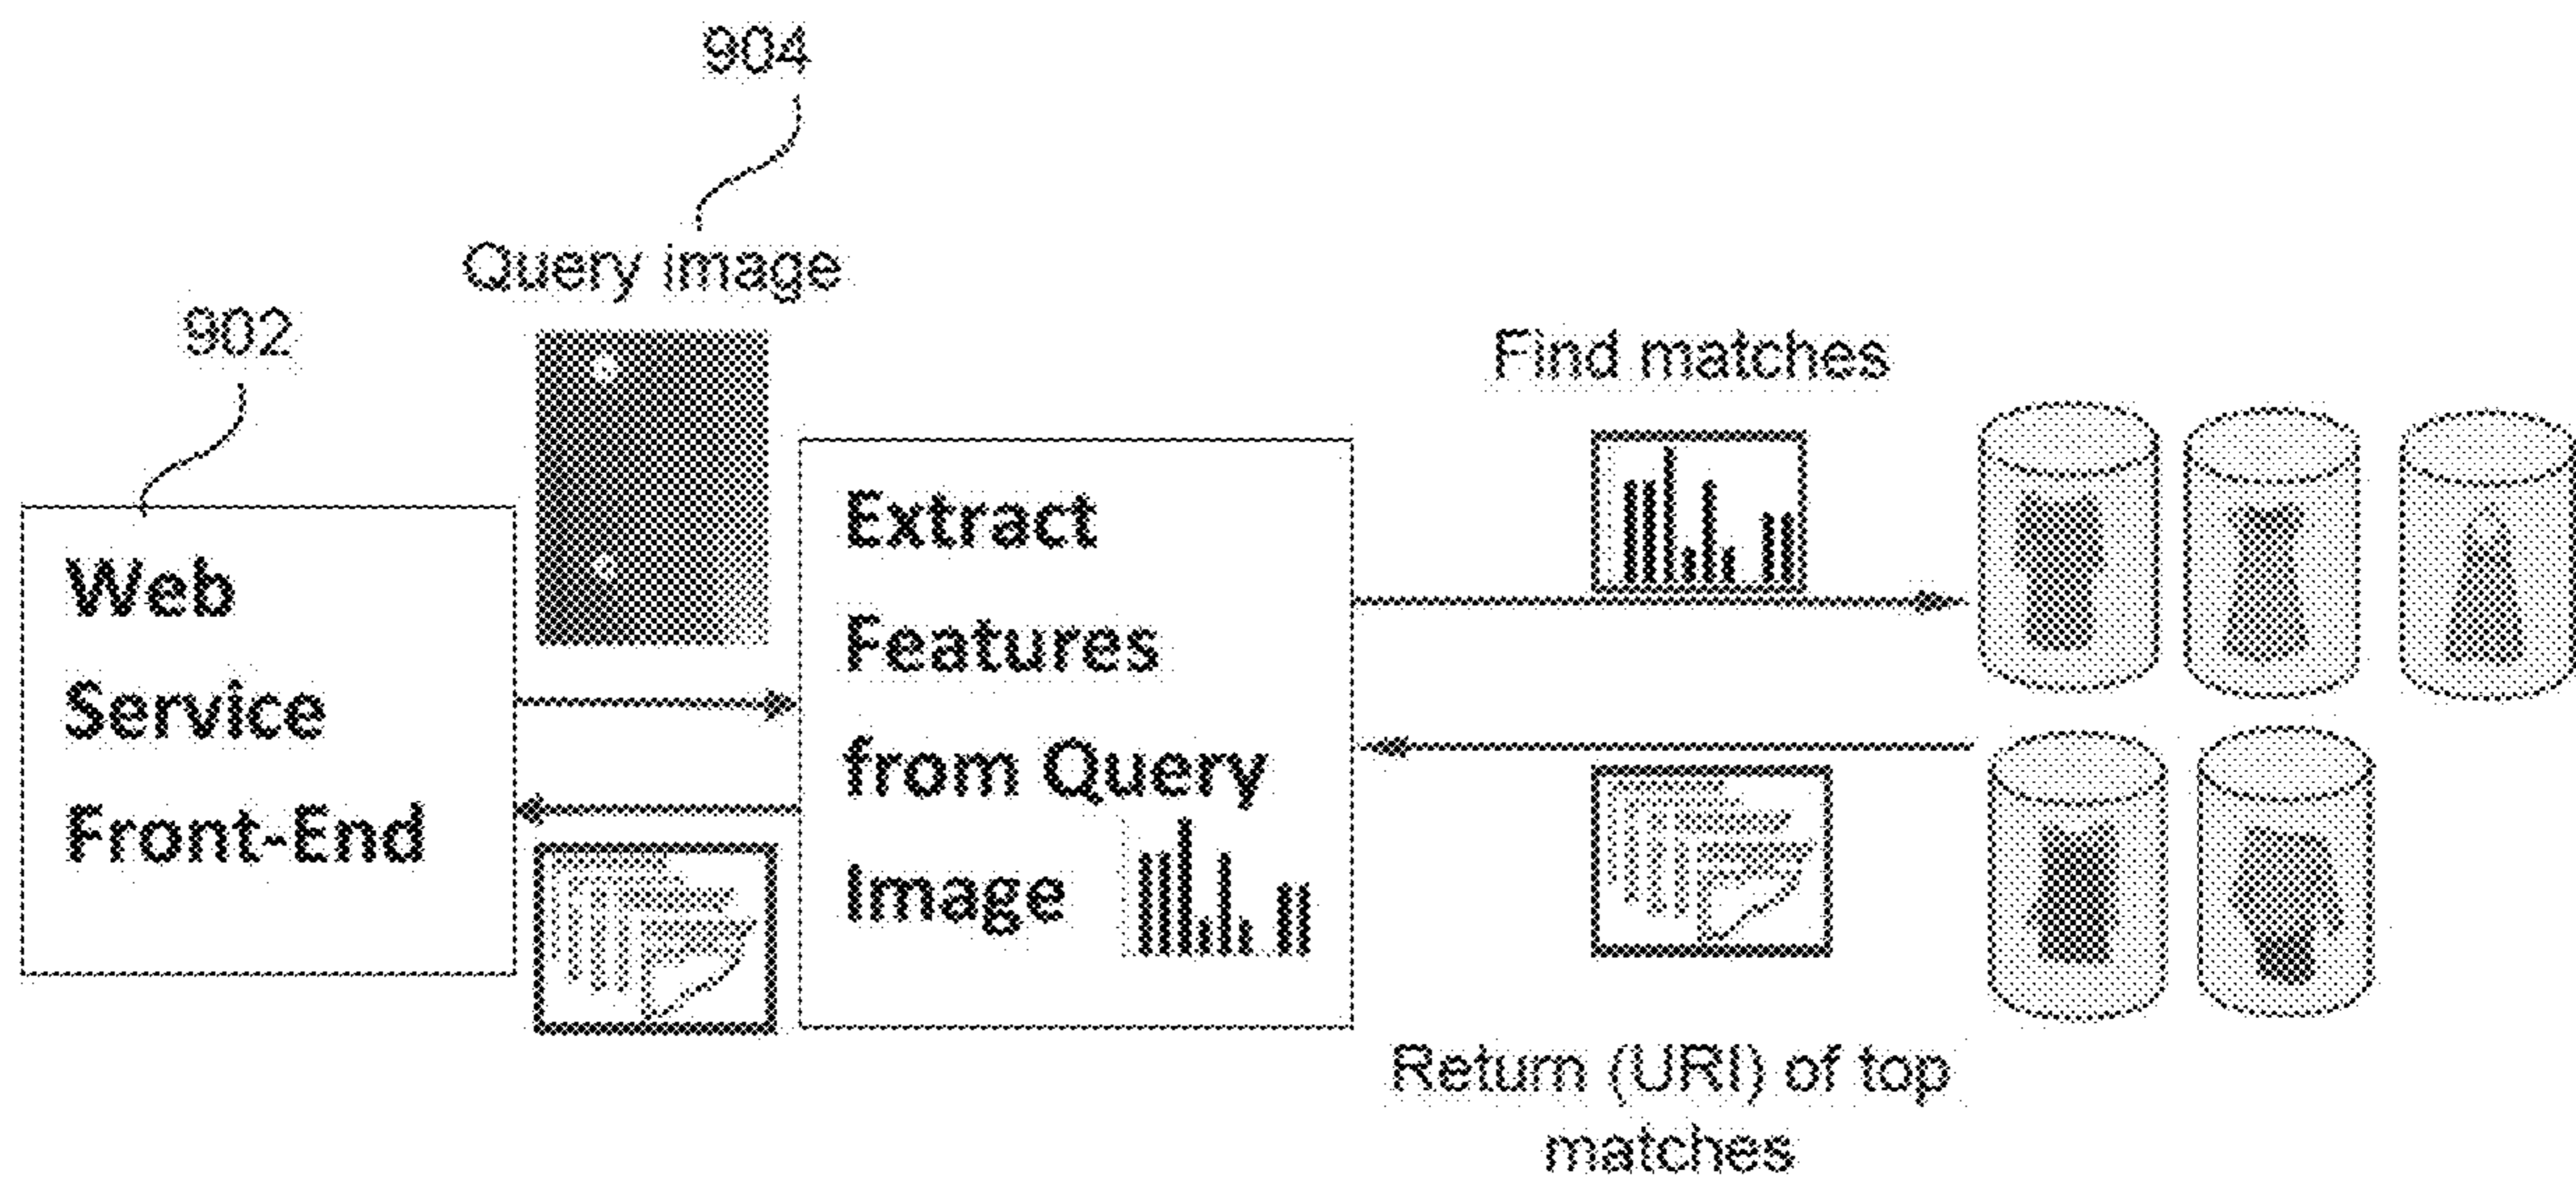 904
Query image
902
Find matches
Web
Service
Front-End
Extract
Features
from Query
Image
Return (URI) of top
matches